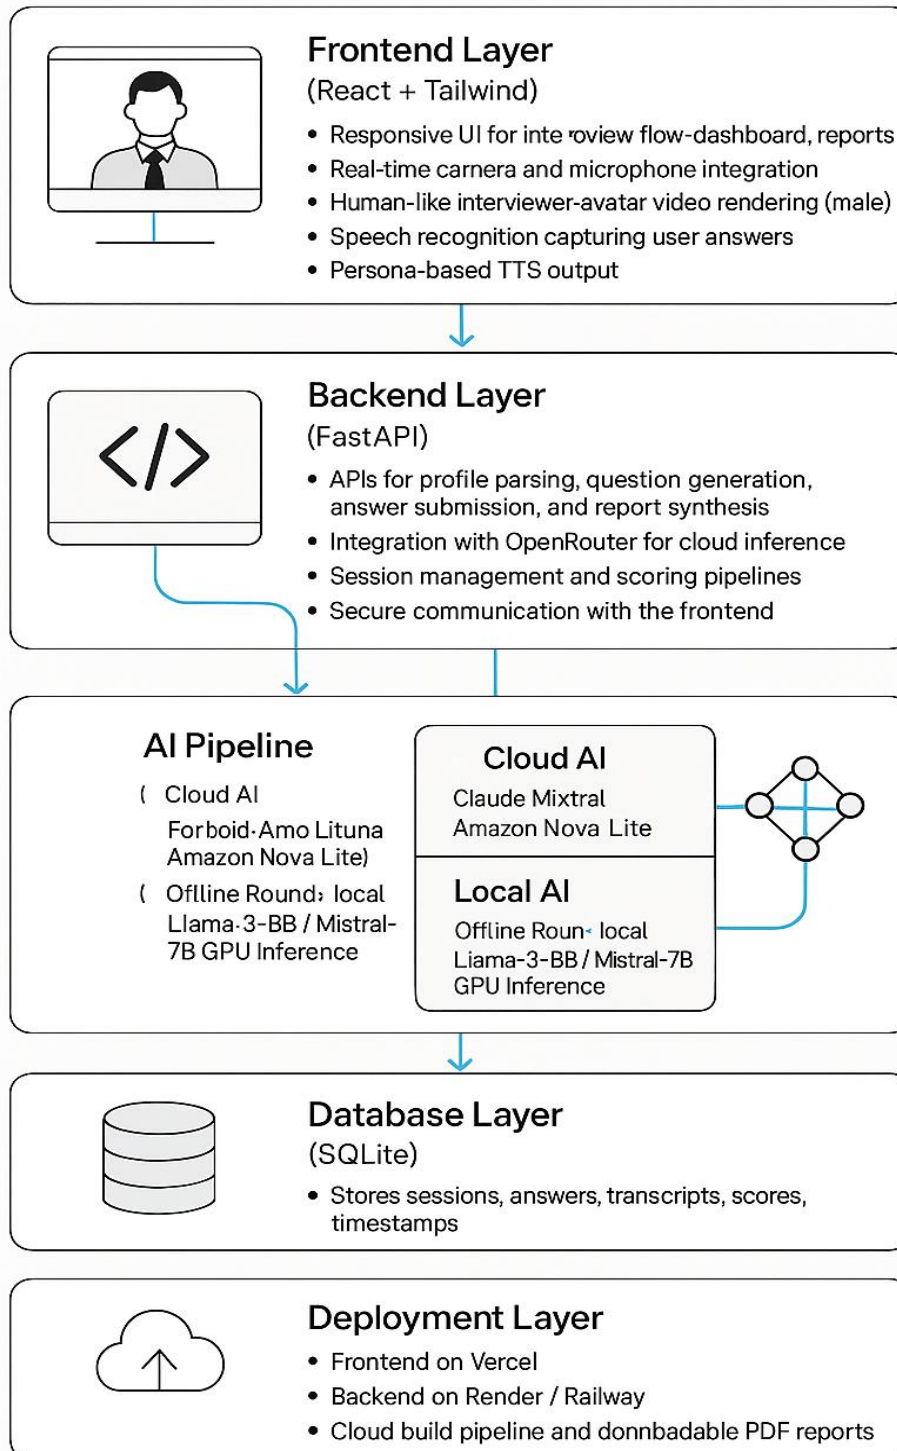 Frontend Layer
(React + Tailwind)
• Responsive UI for inte roview flow-dashboard, reports
• Real-time carnera and microphone integration
• Human-like interviewer-avatar video rendering (male)
• Speech recognition capturing user answers
• Persona-based TTS output
</>
Backend Layer
(FastAPI)
• APIs for profile parsing, question generation,
answer submission, and report synthesis
• Integration with OpenRouter for cloud inference
• Session management and scoring pipelines
• Secure communication with the frontend
AI Pipeline
( Cloud AI
Forboid·Amo Lituna
Amazon Nova Lite)
( Oflline Round; local
Llama·3-BB / Mistral-
7B GPU Inference
Cloud AI
Claude Mixtral
Amazon Nova Lite
Local AI
Offline Roun local
Liama-3-BB / Mistral-7B
GPU Inference
Database Layer
(SQLite)
• Stores sessions, answers, transcripts, scores,
timestamps
Deployment Layer
• Frontend on Vercel
• Backend on Render / Railway
• Cloud build pipeline and donnbadable PDF reports